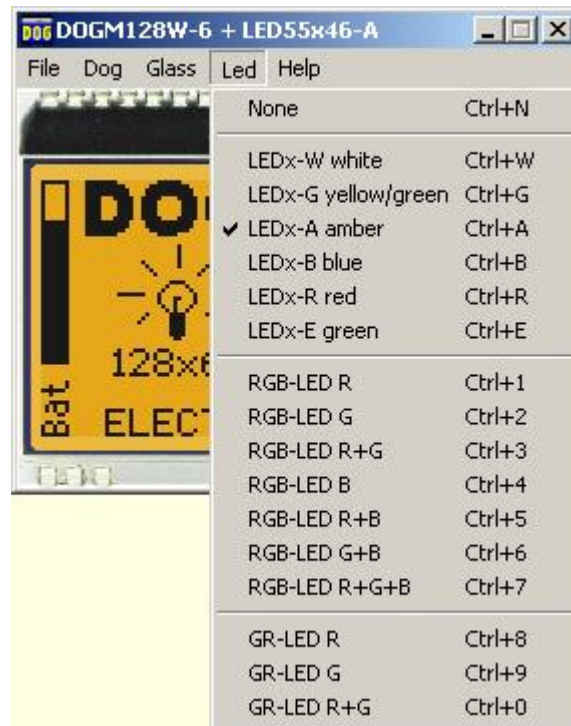 DOG DOGM128W-6 + LED55x46-A
File Dog Glass Led Help
None Ctrl+N
LEDx-W white Ctrl+W
LEDx-G yellow/green Ctrl+G
LEDx-A amber Ctrl+A
LEDx-B blue Ctrl+B
LEDx-R red Ctrl+R
LEDx-E green Ctrl+E
RGB-LED R Ctrl+1
RGB-LED G Ctrl+2
RGB-LED R+G Ctrl+3
RGB-LED B Ctrl+4
RGB-LED R+B Ctrl+5
RGB-LED G+B Ctrl+6
RGB-LED R+G+B Ctrl+7
GR-LED R Ctrl+8
GR-LED G Ctrl+9
GR-LED R+G Ctrl+0
Bat
128x
ELECT